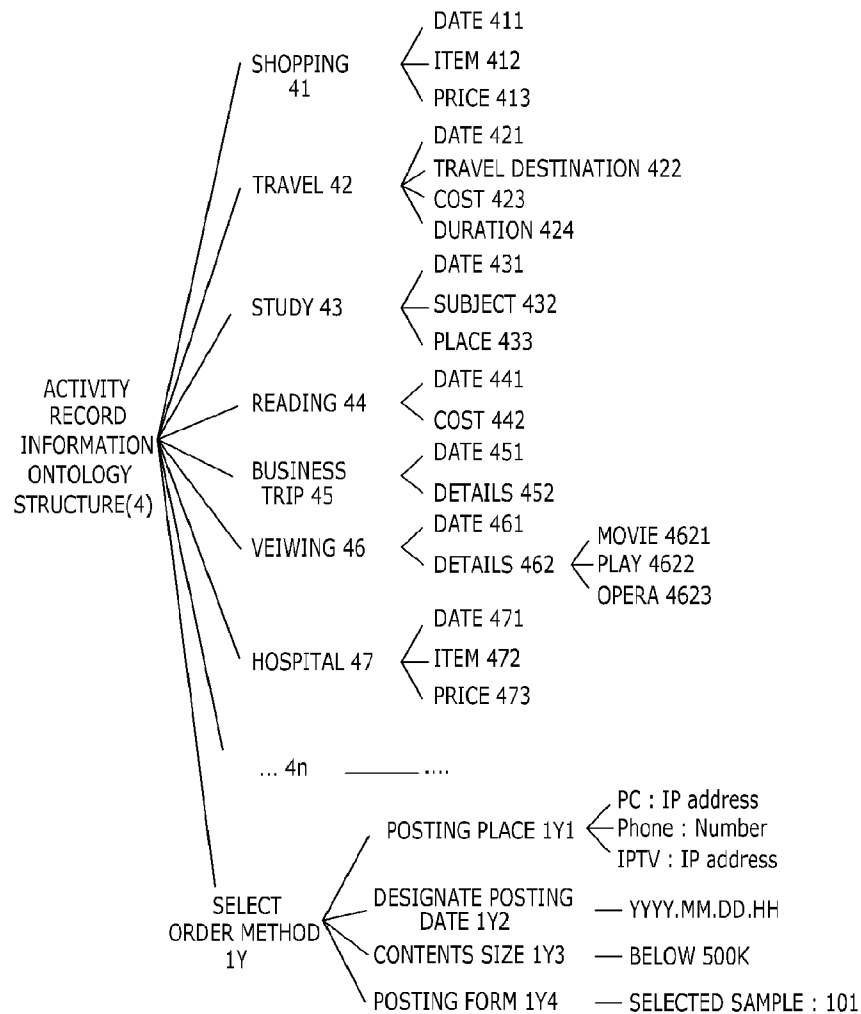 ACTIVITY
RECORD
INFORMATION
ONTOLOGY
STRUCTURE(4)
SHOPPING
41
DATE 411
ITEM 412
PRICE 413
TRAVEL 42
DATE 421
TRAVEL DESTINATION 422
COST 423
DURATION 424
STUDY 43
DATE 431
SUBJECT 432
PLACE 433
READING 44
DATE 441
COST 442
BUSINESS
TRIP 45
DATE 451
DETAILS 452
VEIWING 46
DATE 461
DETAILS 462
MOVIE 4621
PLAY 4622
OPERA 4623
HOSPITAL 47
DATE 471
ITEM 472
PRICE 473
... 4n
....
SELECT
ORDER METHOD
1Y
POSTING PLACE 1Y1
PC : IP address
Phone : Number
IPTV : IP address
DESIGNATE POSTING
DATE 1Y2
YYYY.MM.DD.HH
CONTENTS SIZE 1Y3
BELOW 500K
POSTING FORM 1Y4
SELECTED SAMPLE : 101